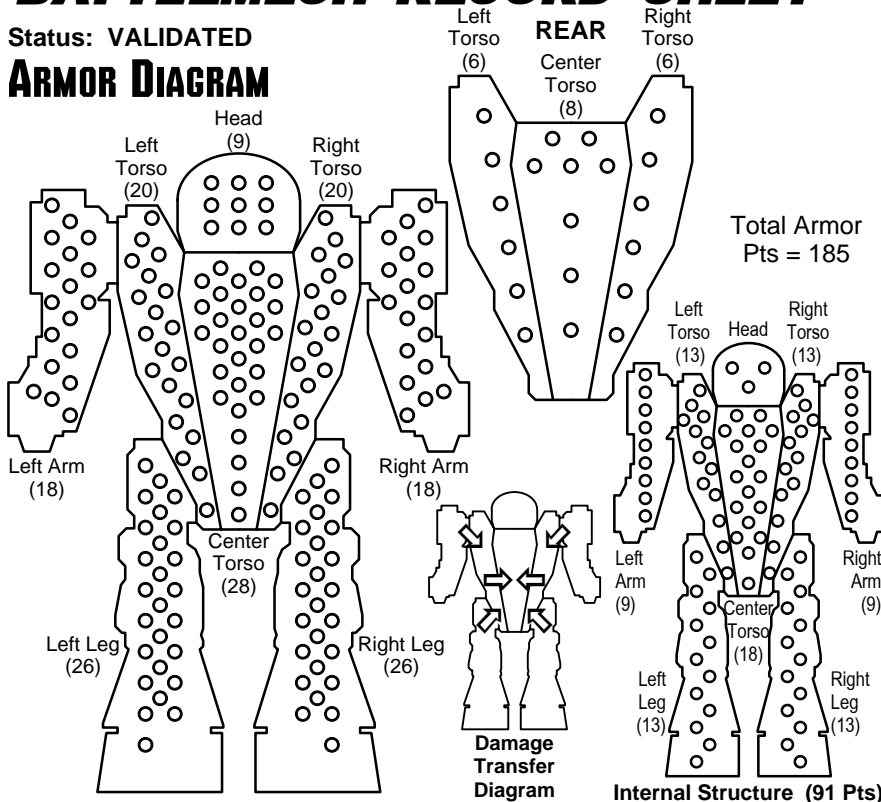 BATTLEMECH RECORD SHEET
Status: VALIDATED
ARMOR DIAGRAM
Left
Torso
(6)
REAR
Center
Torso
(8)
Right
Torso
(6)
Head
(9)
Left
Torso
(20)
Right
Torso
(20)
Total Armor
Pts = 185
Left Arm
(18)
Right Arm
(18)
Center
Torso
(28)
Left Leg
(26)
Right Leg
(26)
Damage
Transfer
Diagram
Left
Torso
(13)
Head
Right
Torso
(13)
Left
Arm
(9)
Right
Arm
(9)
Center
Torso
(18)
Left
Leg
(13)
Right
Leg
(13)
Internal Structure (91 Pts)